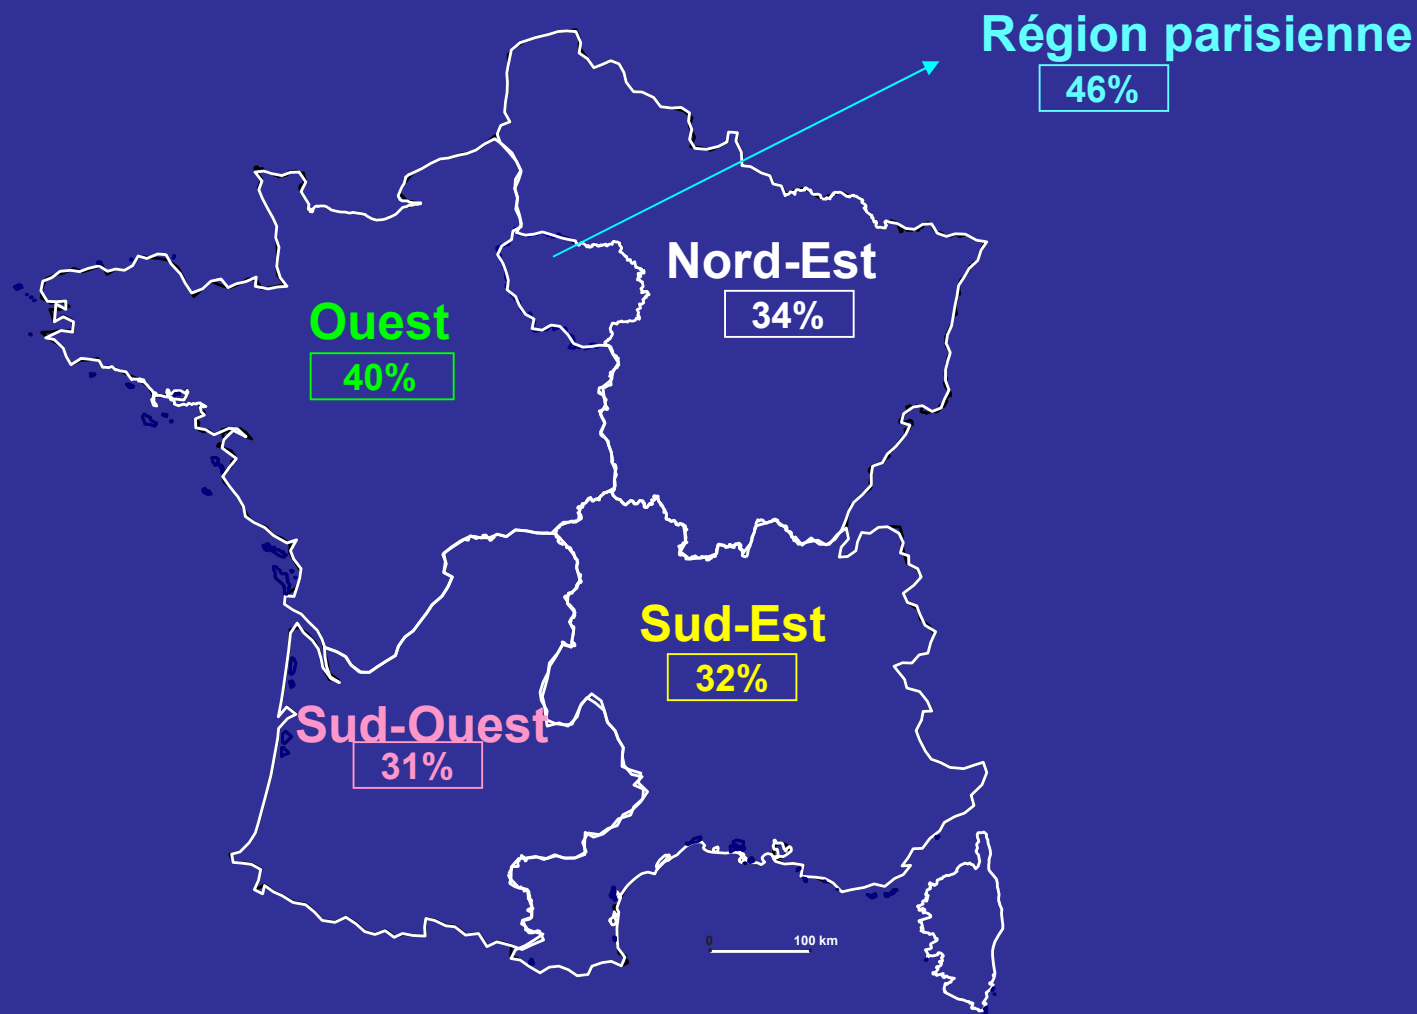 Région parisienne
46%
Nord-Est
34%
Ouest
40%
Sud-Est
32%
Sud-Ouest
31%
0 100 km